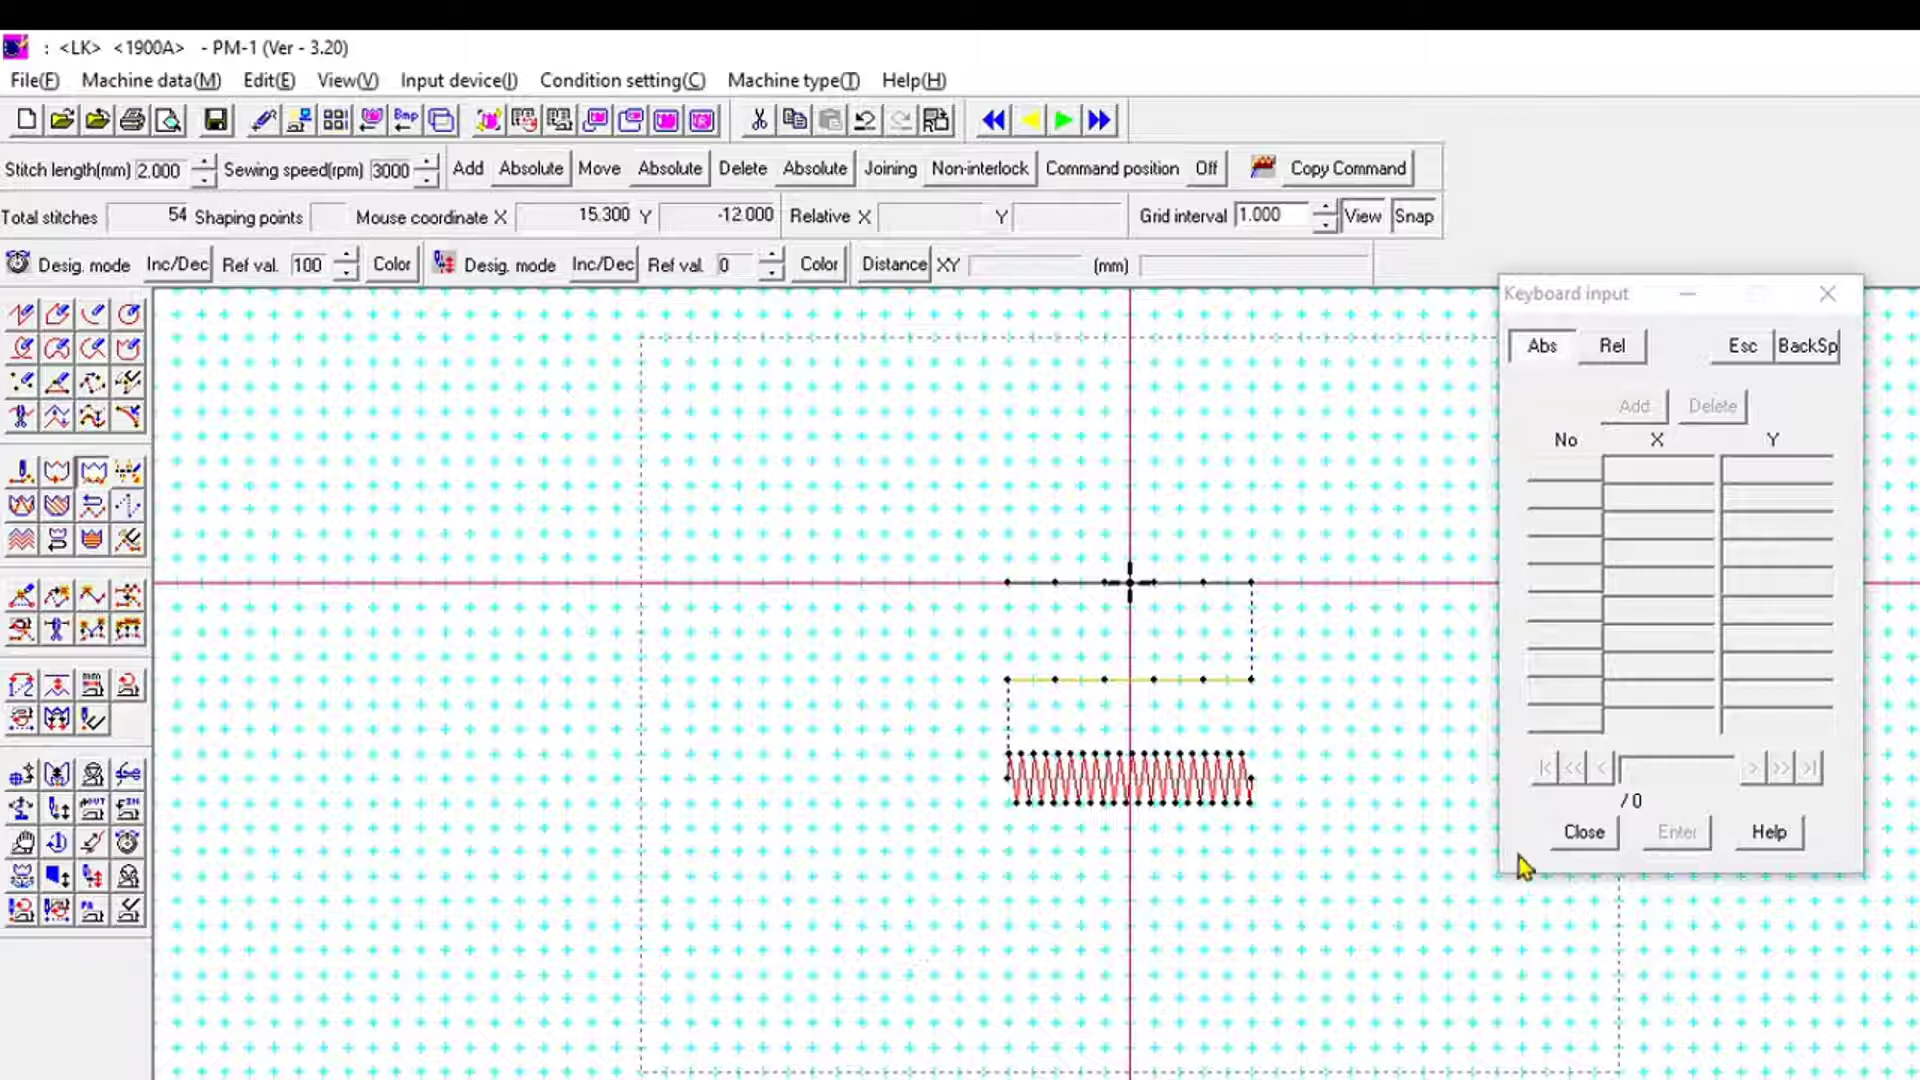 : <LK> <1900A> - PM-1 (Ver - 3.20)
File(F) Machine data(M) Edit(E) View(V) Input device(I) Condition setting(C) Machine type(T) Help(H)
Bmp
Stitch length(mm) 2.000 Sewing speed(rpm) 3000 Add Absolute Move Absolute Delete Absolute Joining Non-interlock Command position Off Copy Command
Total stitches 54 Shaping points Mouse coordinate X 15.300 Y -12.000 Relative X Y Grid interval 1.000 View Snap
Desig. mode Inc/Dec Ref val. 100 Color Desig. mode Inc/Dec Ref val. 0 Color Distance XY (mm)
Keyboard input
Abs Rel Esc BackSp
Add Delete
No X Y
|< << < > >> >|
/ 0
Close Enter Help